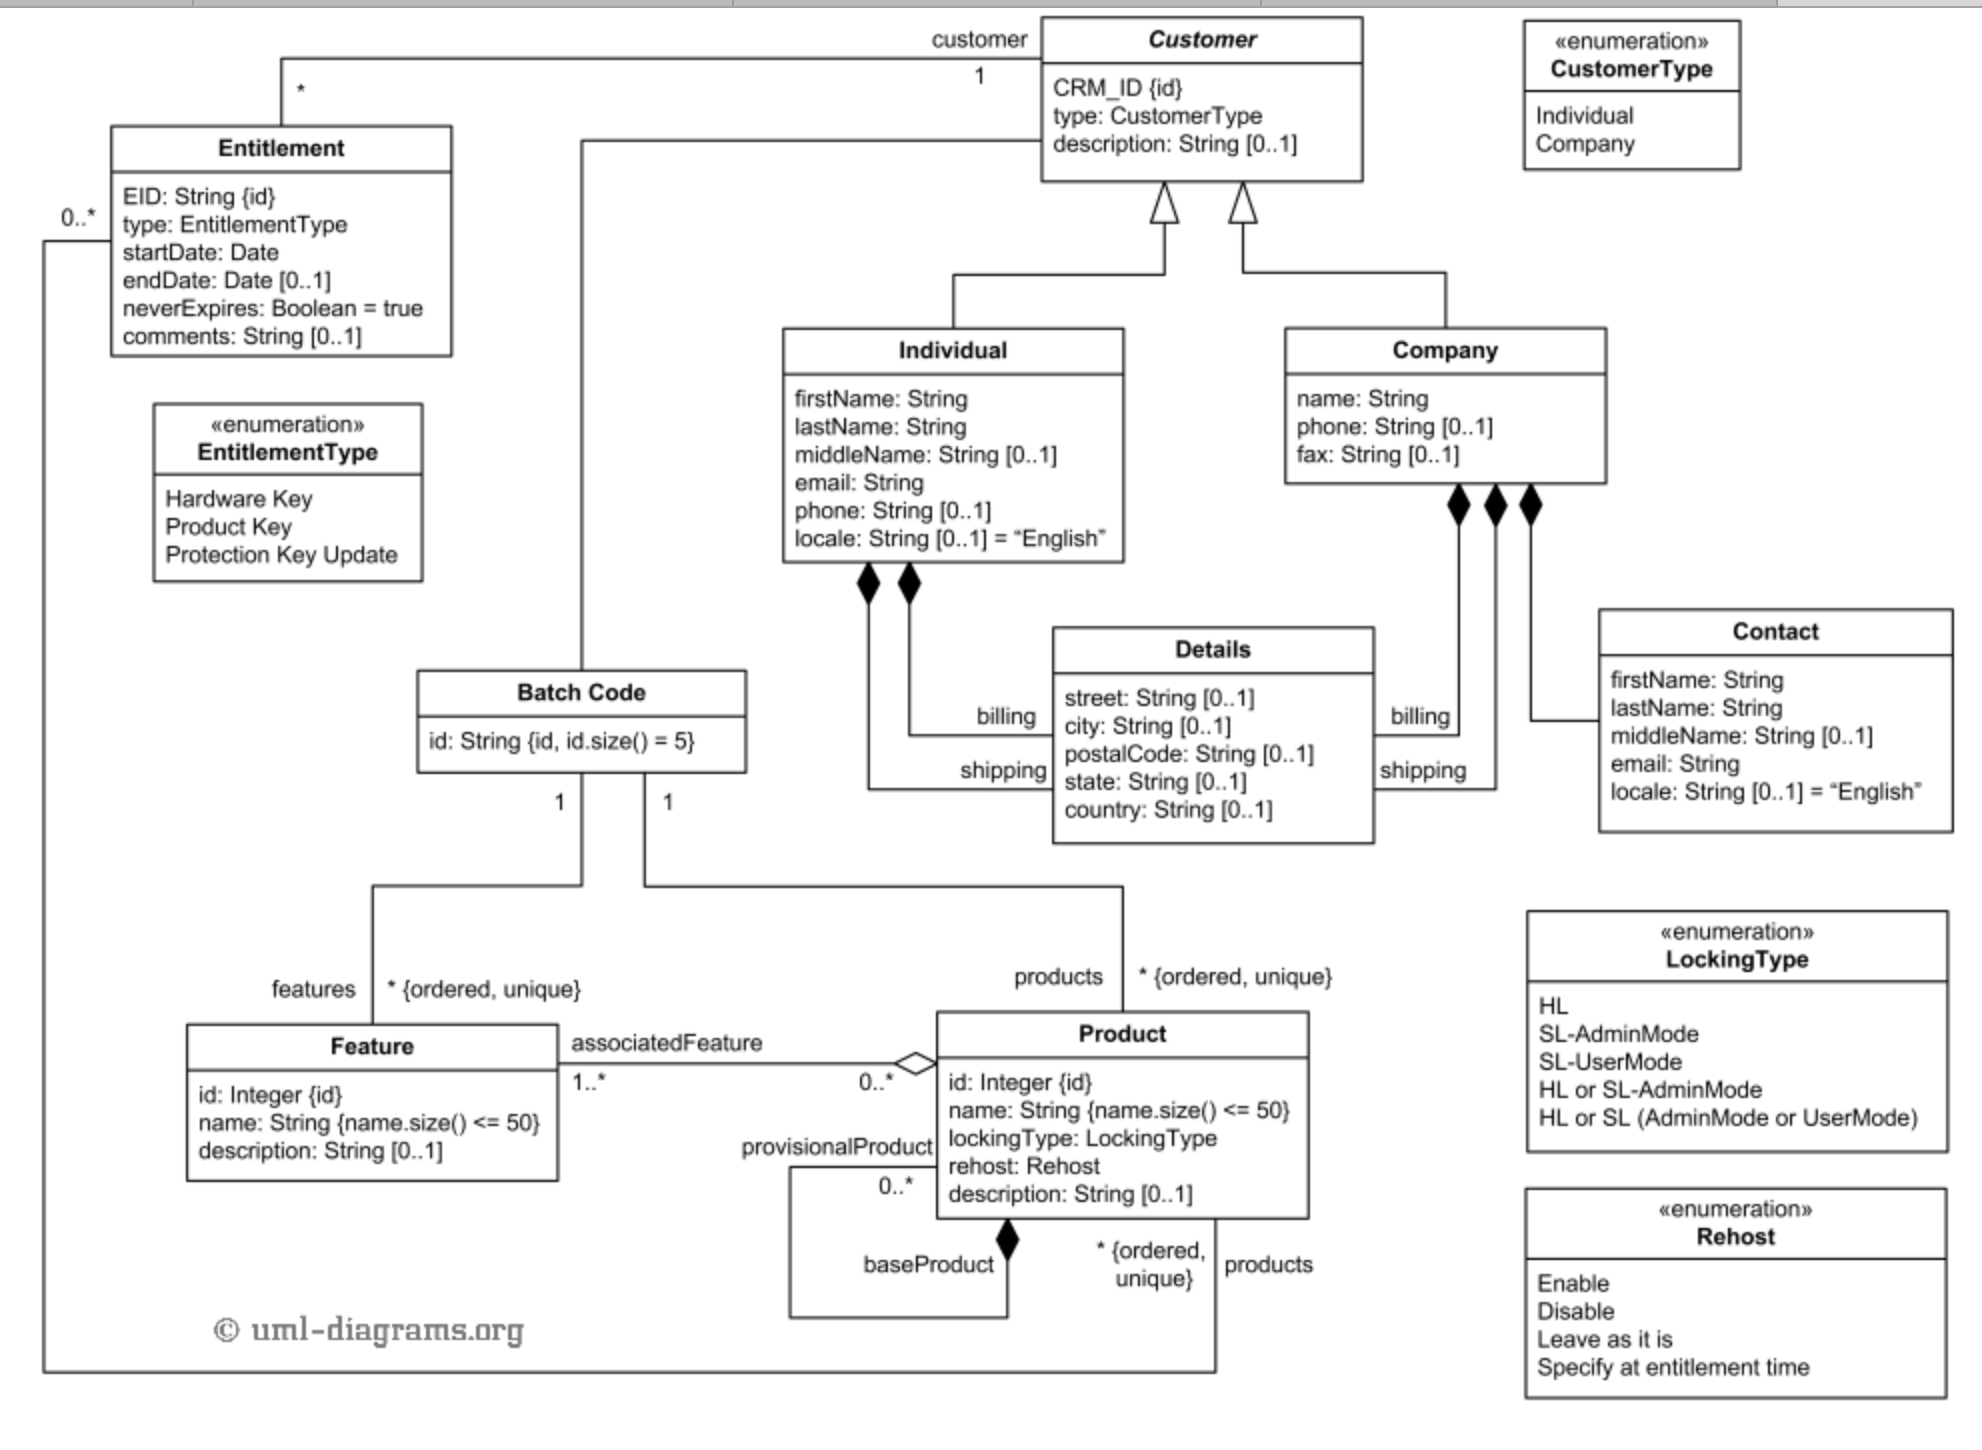 customer
1
*
Customer
CRM_ID {id}
type: CustomerType
description: String [0..1]
«enumeration»
CustomerType
Individual
Company
Entitlement
EID: String {id}
type: EntitlementType
startDate: Date
endDate: Date [0..1]
neverExpires: Boolean = true
comments: String [0..1]
0..*
«enumeration»
EntitlementType
Hardware Key
Product Key
Protection Key Update
Individual
firstName: String
lastName: String
middleName: String [0..1]
email: String
phone: String [0..1]
locale: String [0..1] = “English”
Company
name: String
phone: String [0..1]
fax: String [0..1]
Details
street: String [0..1]
city: String [0..1]
postalCode: String [0..1]
state: String [0..1]
country: String [0..1]
billing
shipping
billing
shipping
Contact
firstName: String
lastName: String
middleName: String [0..1]
email: String
locale: String [0..1] = “English”
Batch Code
id: String {id, id.size() = 5}
1
1
features
* {ordered, unique}
products
* {ordered, unique}
Feature
id: Integer {id}
name: String {name.size() <= 50}
description: String [0..1]
associatedFeature
1..*
0..*
Product
id: Integer {id}
name: String {name.size() <= 50}
lockingType: LockingType
rehost: Rehost
description: String [0..1]
provisionalProduct
0..*
baseProduct
* {ordered,
unique}
products
«enumeration»
LockingType
HL
SL-AdminMode
SL-UserMode
HL or SL-AdminMode
HL or SL (AdminMode or UserMode)
«enumeration»
Rehost
Enable
Disable
Leave as it is
Specify at entitlement time
© uml-diagrams.org